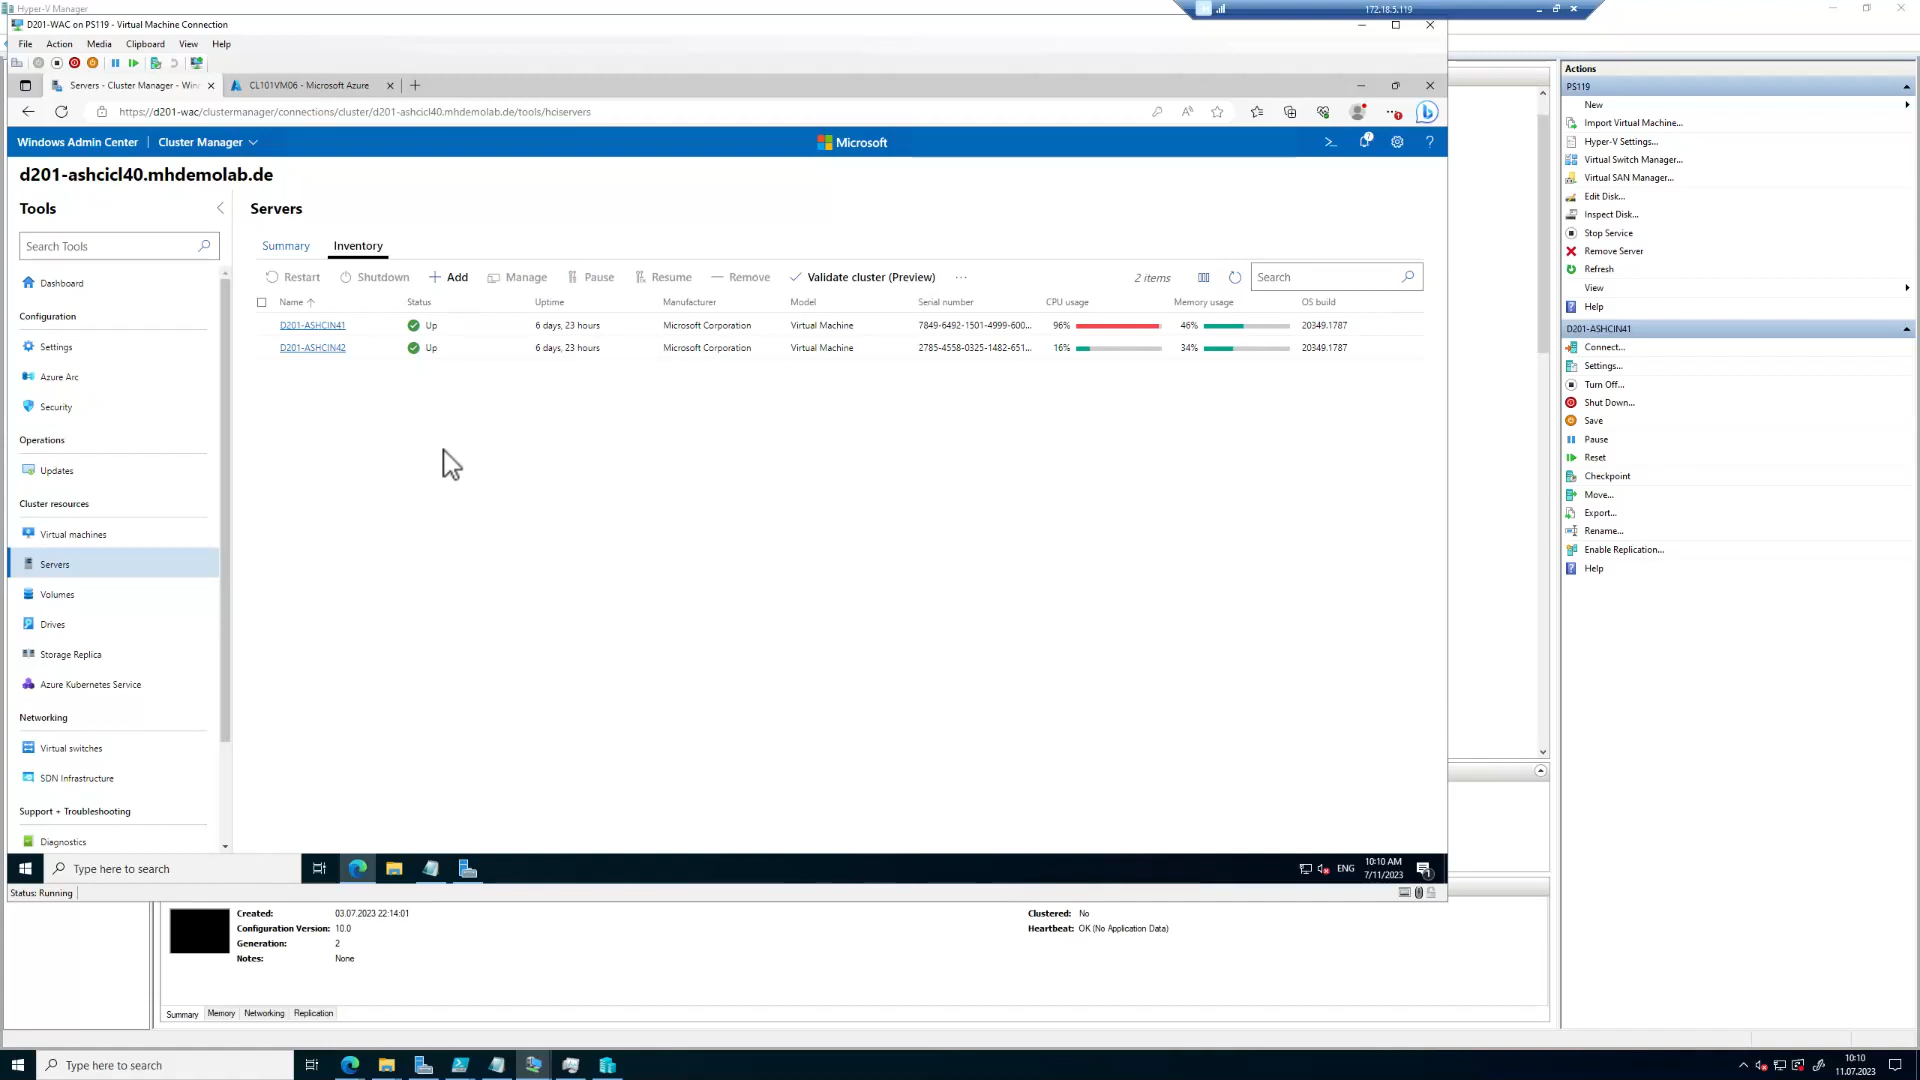 Hyper-V Manager
172.18.5.119
D201-WAC on PS119 - Virtual Machine Connection
File Action Media Clipboard View Help
Servers - Cluster Manager - Win
CL101VM06 - Microsoft Azure
https://d201-wac/clustermanager/connections/cluster/d201-ashcicl40.mhdemolab.de/tools/hciservers
Windows Admin Center Cluster Manager
Microsoft
7
d201-ashcicl40.mhdemolab.de
Tools
Search Tools
Dashboard
Configuration
Settings
Azure Arc
Security
Operations
Updates
Cluster resources
Virtual machines
Servers
Volumes
Drives
Storage Replica
Azure Kubernetes Service
Networking
Virtual switches
SDN Infrastructure
Support + Troubleshooting
Diagnostics
Servers
Summary Inventory
Restart Shutdown Add Manage Pause Resume Remove Validate cluster (Preview) ... 2 items Search
Name Status Uptime Manufacturer Model Serial number CPU usage Memory usage OS build
D201-ASHCIN41 Up 6 days, 23 hours Microsoft Corporation Virtual Machine 7849-6492-1501-4999-600... 96% 46% 20349.1787
D201-ASHCIN42 Up 6 days, 23 hours Microsoft Corporation Virtual Machine 2785-4558-0325-1482-651... 16% 34% 20349.1787
Type here to search
ENG
10:10 AM
7/11/2023
1
Status: Running
Created: 03.07.2023 22:14:01
Configuration Version: 10.0
Generation: 2
Notes: None
Clustered: No
Heartbeat: OK (No Application Data)
Summary Memory Networking Replication
Actions
PS119
New
Import Virtual Machine...
Hyper-V Settings...
Virtual Switch Manager...
Virtual SAN Manager...
Edit Disk...
Inspect Disk...
Stop Service
Remove Server
Refresh
View
Help
D201-ASHCIN41
Connect...
Settings...
Turn Off...
Shut Down...
Save
Pause
Reset
Checkpoint
Move...
Export...
Rename...
Enable Replication...
Help
Type here to search
10:10
11.07.2023